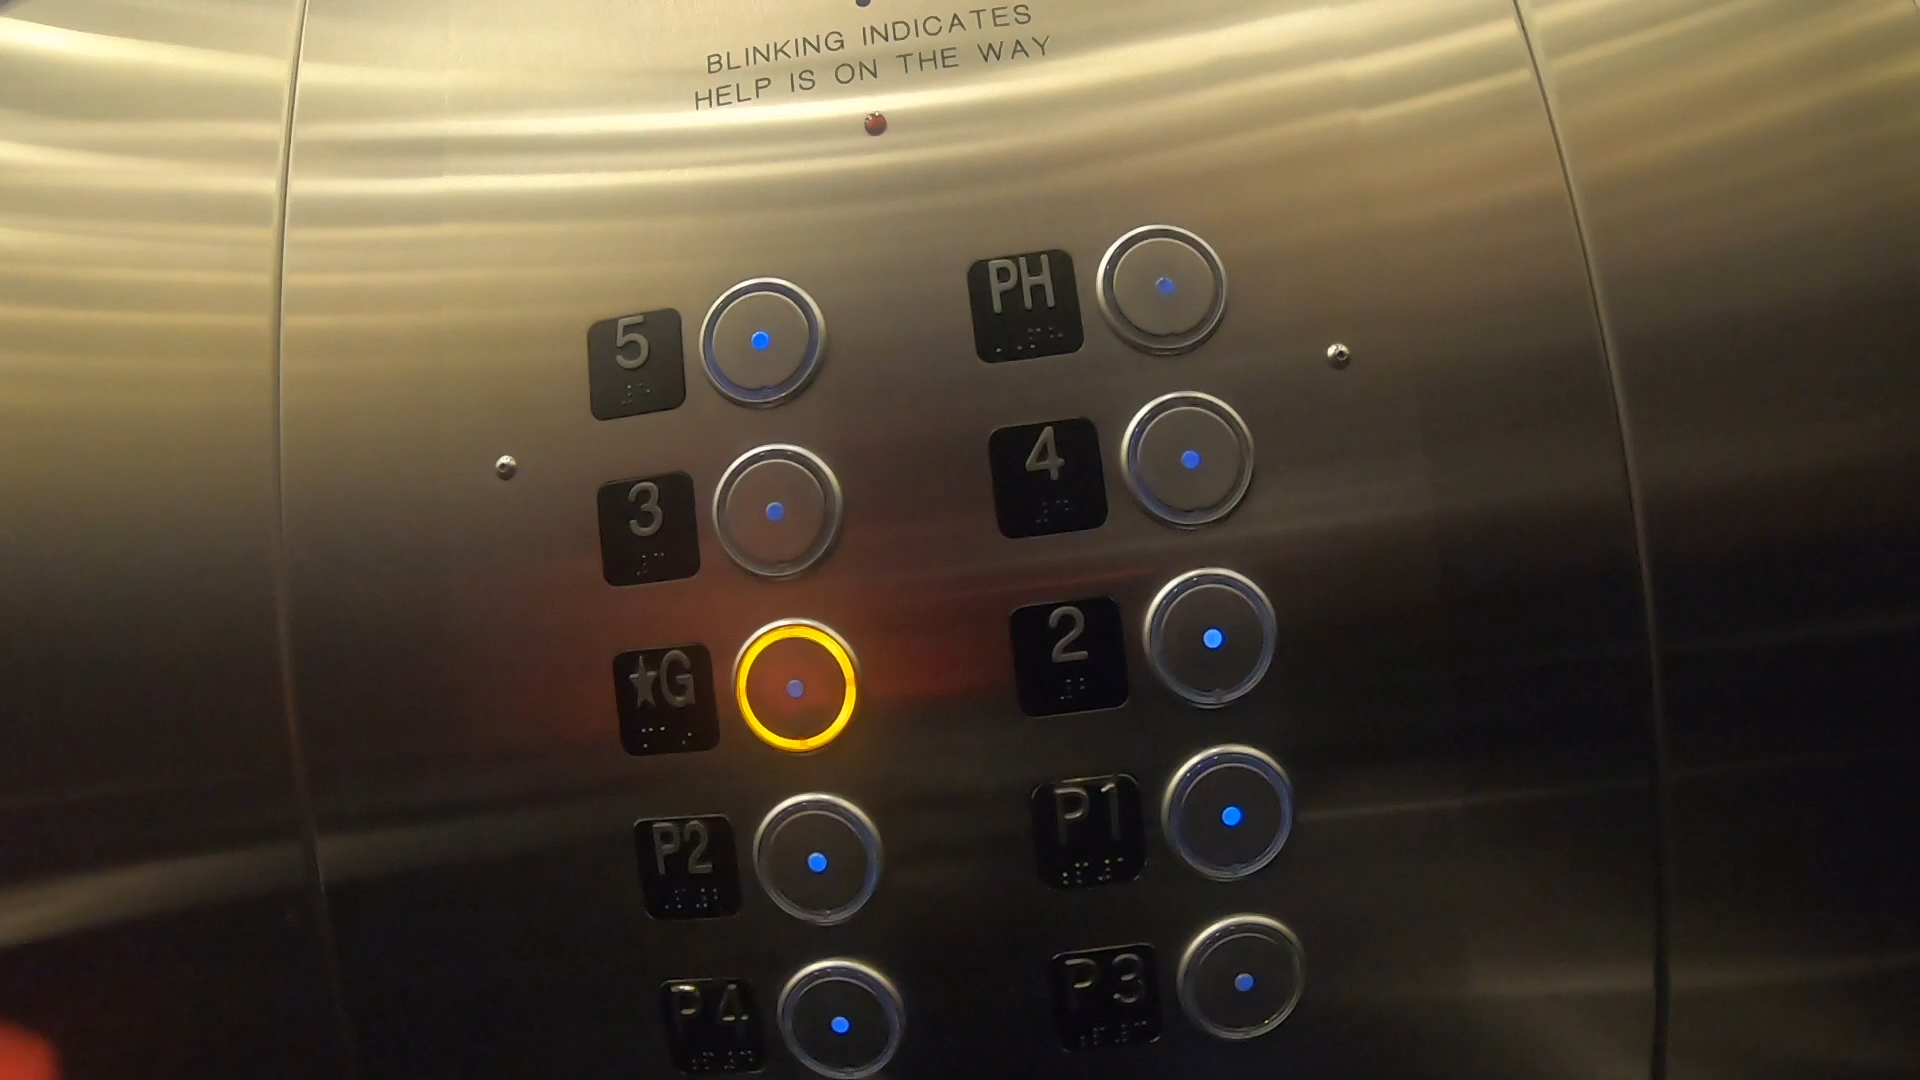 BLINKING INDICATES
HELP IS ON THE WAY
5 PH
3 4
★G 2
P2 P1
P4 P3